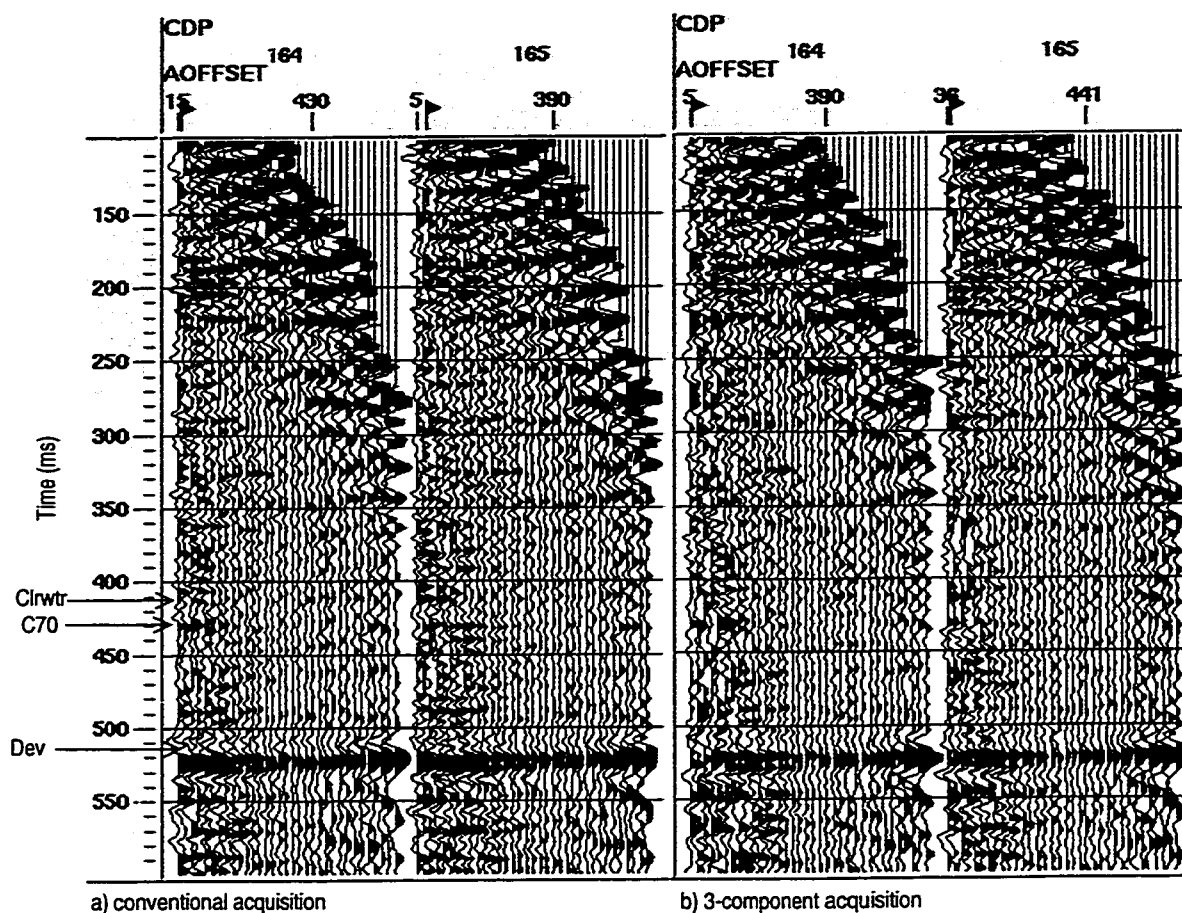 CDP
164 165
AOFFSET
15 430 5 390
CDP
164 165
AOFFSET
5 390 36 441
Time (ms)
150
200
250
300
350
400
Clrwtr
C70
450
500
Dev
550
a) conventional acquisition
b) 3-component acquisition